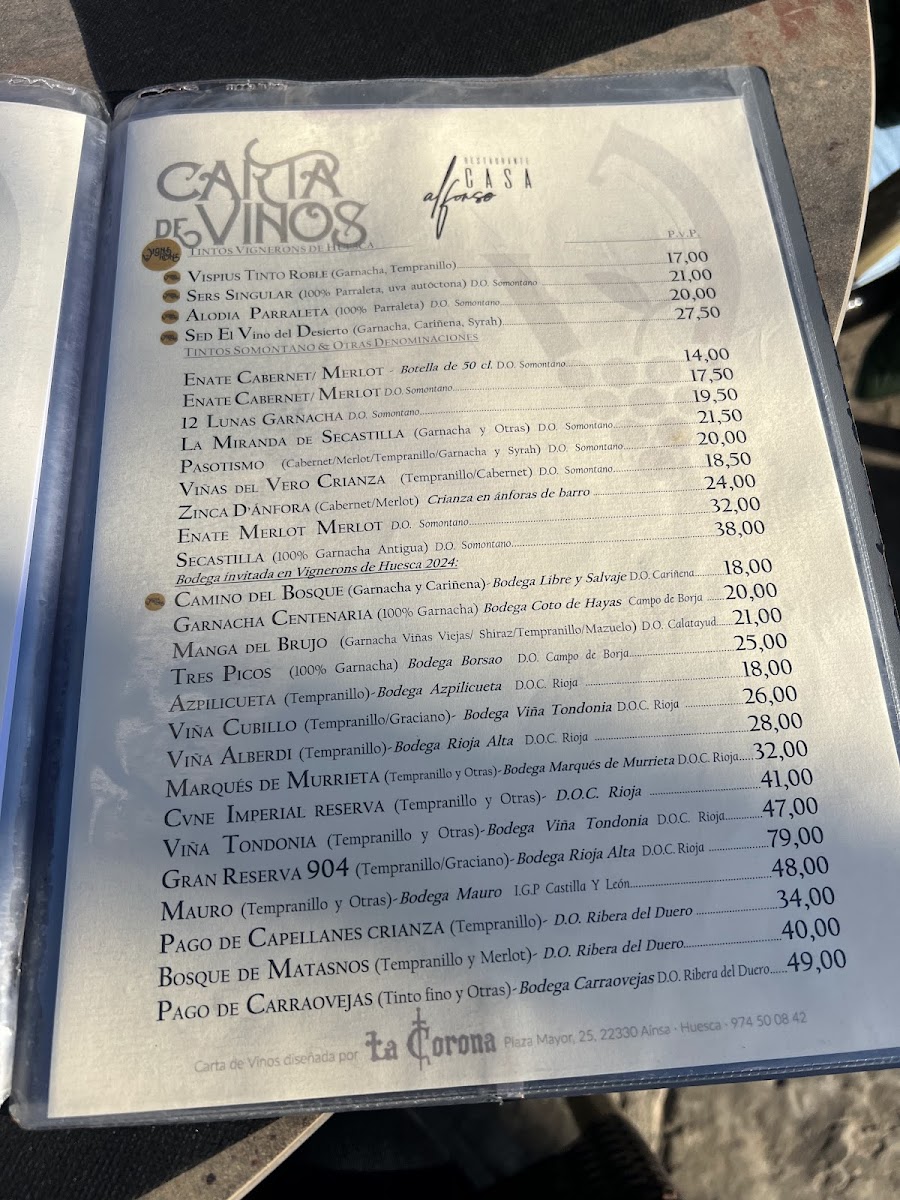 CARTA DE VINOS
RESTAURANTE
CASA
alfonso
VIGNERONS
TINTOS VIGNERONS DE HUESCA P.V.P.
VISPIUS TINTO ROBLE (Garnacha, Tempranillo) 17,00
SERS SINGULAR (100% Parraleta, uva autóctona) D.O. Somontano 21,00
ALODIA PARRALETA (100% Parraleta) D.O. Somontano 20,00
SED EL VINO DEL DESIERTO (Garnacha, Cariñena, Syrah) 27,50
TINTOS SOMONTANO & OTRAS DENOMINACIONES
ENATE CABERNET/ MERLOT - Botella de 50 cl. D.O. Somontano 14,00
ENATE CABERNET/ MERLOT D.O. Somontano 17,50
12 LUNAS GARNACHA D.O. Somontano 19,50
LA MIRANDA DE SECASTILLA (Garnacha y Otras) D.O. Somontano 21,50
PASOTISMO (Cabernet/Merlot/Tempranillo/Garnacha y Syrah) D.O. Somontano 20,00
VIÑAS DEL VERO CRIANZA (Tempranillo/Cabernet) D.O. Somontano 18,50
ZINCA D'ÁNFORA (Cabernet/Merlot) Crianza en ánforas de barro 24,00
ENATE MERLOT MERLOT D.O. Somontano 32,00
SECASTILLA (100% Garnacha Antigua) D.O. Somontano 38,00
Bodega invitada en Vignerons de Huesca 2024:
CAMINO DEL BOSQUE (Garnacha y Cariñena)- Bodega Libre y Salvaje D.O. Cariñena 18,00
GARNACHA CENTENARIA (100% Garnacha) Bodega Coto de Hayas Campo de Borja 20,00
MANGA DEL BRUJO (Garnacha Viñas Viejas/ Shiraz/Tempranillo/Mazuelo) D.O. Calatayud 21,00
TRES PICOS (100% Garnacha) Bodega Borsao D.O. Campo de Borja 25,00
AZPILICUETA (Tempranillo)-Bodega Azpilicueta D.O.C. Rioja 18,00
VIÑA CUBILLO (Tempranillo/Graciano)- Bodega Viña Tondonia D.O.C. Rioja 26,00
VIÑA ALBERDI (Tempranillo)-Bodega Rioja Alta D.O.C. Rioja 28,00
MARQUÉS DE MURRIETA (Tempranillo y Otras)-Bodega Marqués de Murrieta D.O.C. Rioja 32,00
CVNE IMPERIAL RESERVA (Tempranillo y Otras)- D.O.C. Rioja 41,00
VIÑA TONDONIA (Tempranillo y Otras)-Bodega Viña Tondonia D.O.C. Rioja 47,00
GRAN RESERVA 904 (Tempranillo/Graciano)-Bodega Rioja Alta D.O.C. Rioja 79,00
MAURO (Tempranillo y Otras)-Bodega Mauro I.G.P Castilla Y León 48,00
PAGO DE CAPELLANES CRIANZA (Tempranillo)- D.O. Ribera del Duero 34,00
BOSQUE DE MATASNOS (Tempranillo y Merlot)- D.O. Ribera del Duero 40,00
PAGO DE CARRAOVEJAS (Tinto fino y Otras)-Bodega Carraovejas D.O. Ribera del Duero 49,00
Carta de Vinos diseñada por La Corona Plaza Mayor, 25, 22330 Aínsa - Huesca - 974 50 08 42